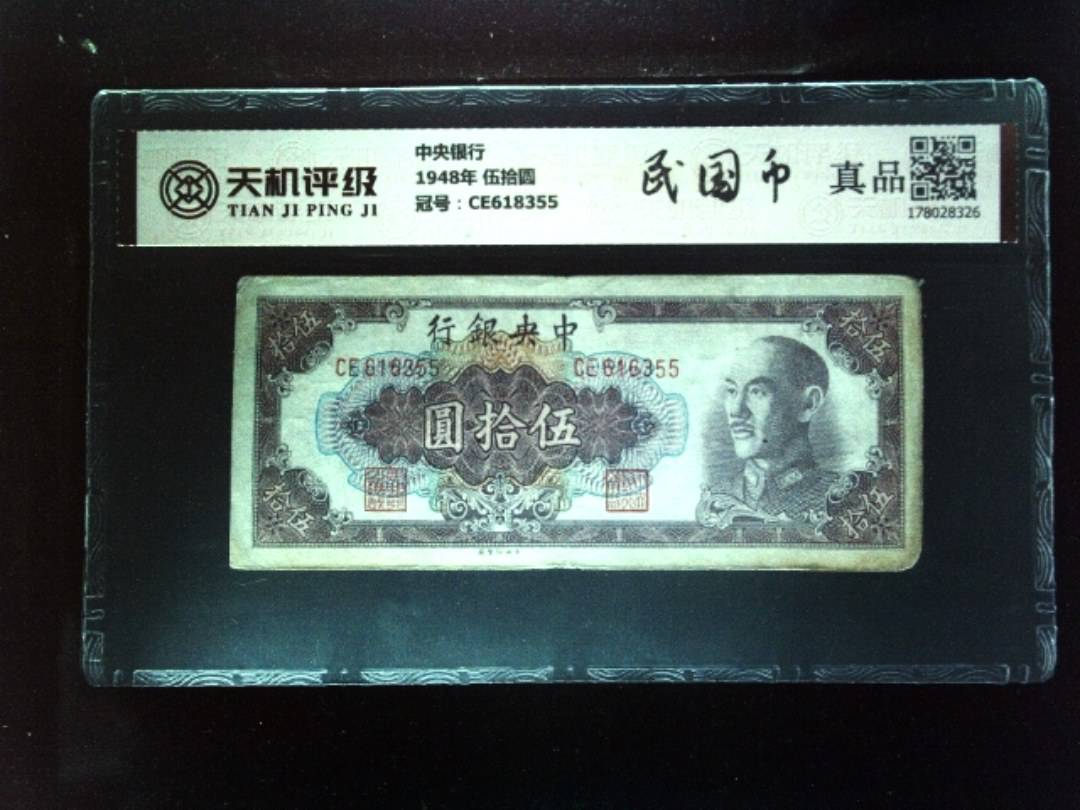 天机评级
TIAN JI PING JI
中央银行
1948年 伍拾圆
冠号：CE618355
民国币
真品
178028326
中央銀行
伍拾
伍拾
CE618355
CE618355
伍拾圓
伍拾
伍拾